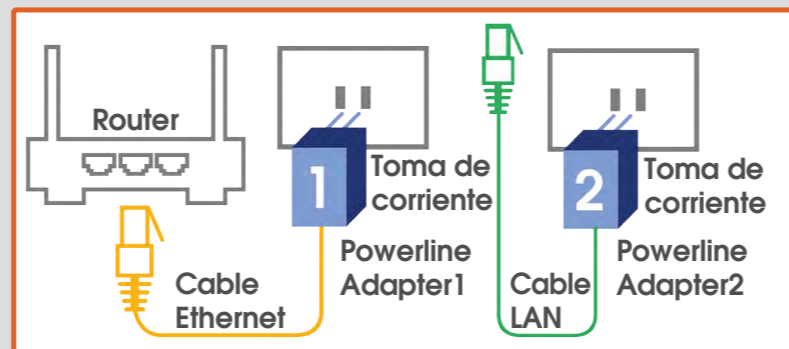 Router
1
Toma de
corriente
Powerline
Adapter1
Cable
Ethernet
2
Toma de
corriente
Powerline
Adapter2
Cable
LAN